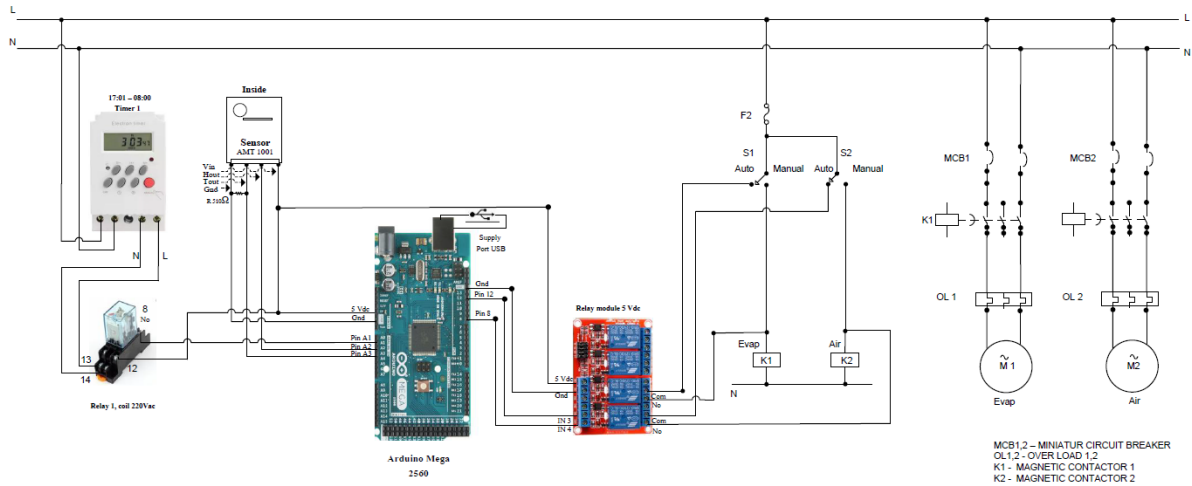 L
L
N
N
17:01 – 08:00
Timer 1
Inside
Sensor
AMT 1001
Vin
Hout
Tout
Gnd
R 510Ω
F2
S1
S2
Auto
Manual
Auto
Manual
MCB1
MCB2
K1
K2
N
L
Supply
Port USB
8
No
13
14
12
Relay 1, coil 220Vac
5 Vdc
Gnd
Pin A1
Pin A2
Pin A3
Gnd
Pin 12
Pin 8
ARDUINO
MEGA
Arduino Mega
2560
Relay module 5 Vdc
5 Vdc
Gnd
IN 3
IN 4
Com
No
Com
No
Evap
K1
Air
K2
N
OL 1
OL 2
~
M 1
~
M2
Evap
Air
MCB1,2 – MINIATUR CIRCUIT BREAKER
OL1,2 - OVER LOAD 1,2
K1 - MAGNETIC CONTACTOR 1
K2 - MAGNETIC CONTACTOR 2